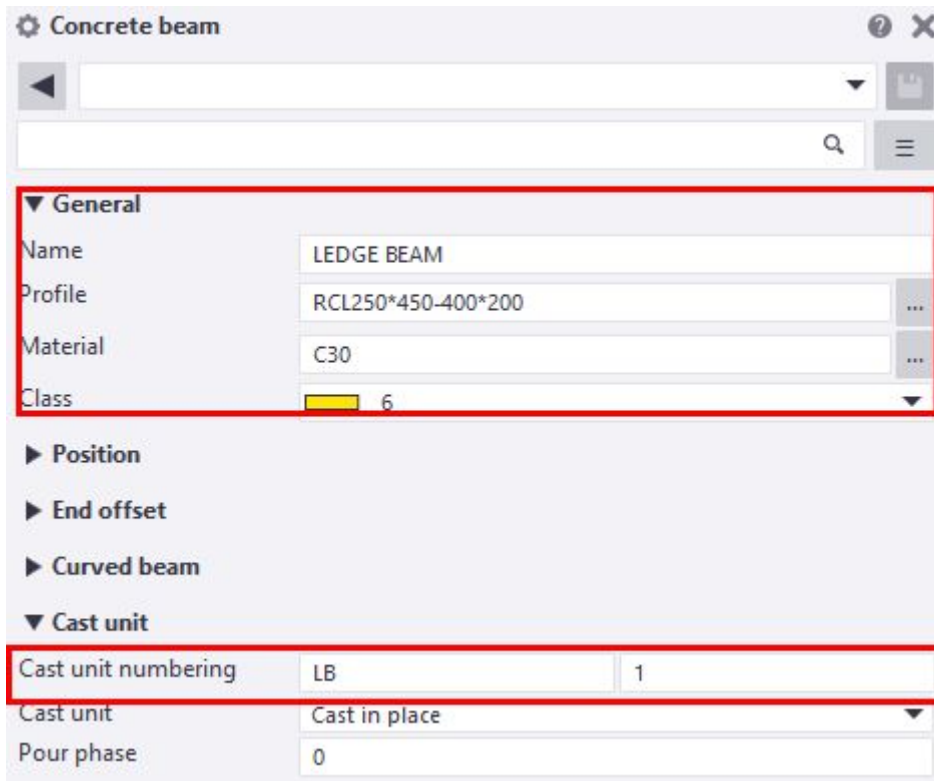 Concrete beam
General
Name LEDGE BEAM
Profile RCL250*450-400*200 ...
Material C30 ...
Class 6
Position
End offset
Curved beam
Cast unit
Cast unit numbering LB 1
Cast unit Cast in place
Pour phase 0